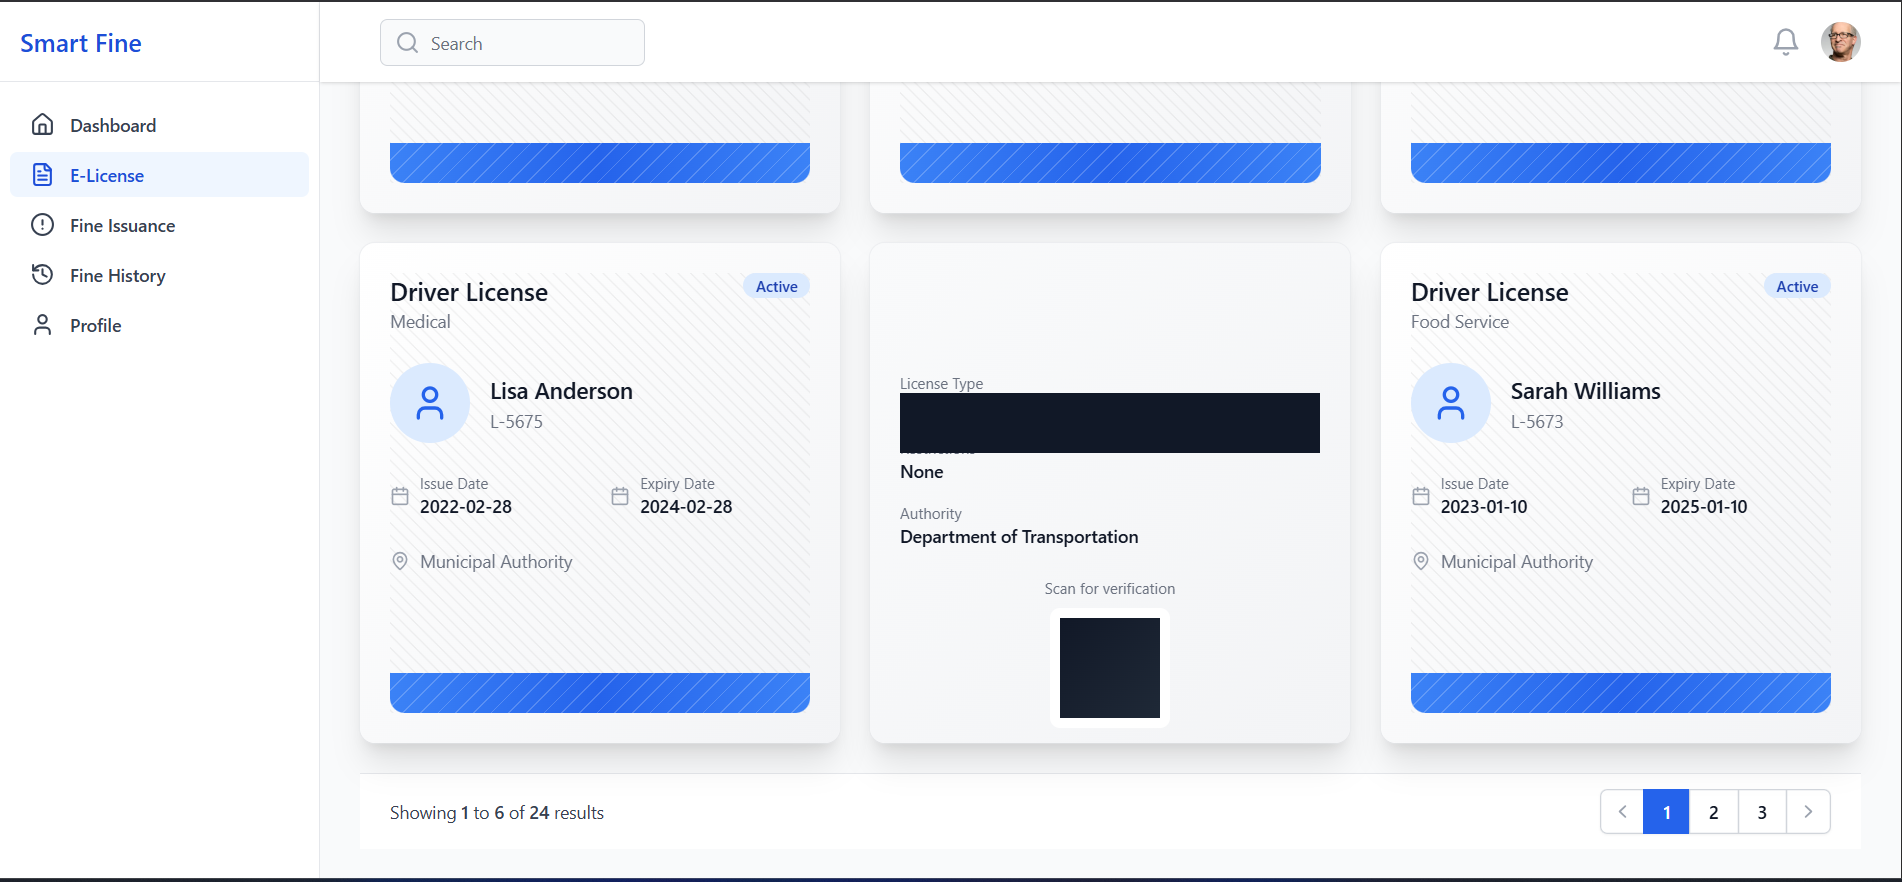 Smart Fine
Search
Dashboard
E-License
Fine Issuance
Fine History
Profile
Driver License
Active
Medical
Lisa Anderson
L-5675
Issue Date
Expiry Date
2022-02-28
2024-02-28
Municipal Authority
License Type
None
Authority
Department of Transportation
Scan for verification
Driver License
Active
Food Service
Sarah Williams
L-5673
Issue Date
Expiry Date
2023-01-10
2025-01-10
Municipal Authority
Showing 1 to 6 of 24 results
1 2 3